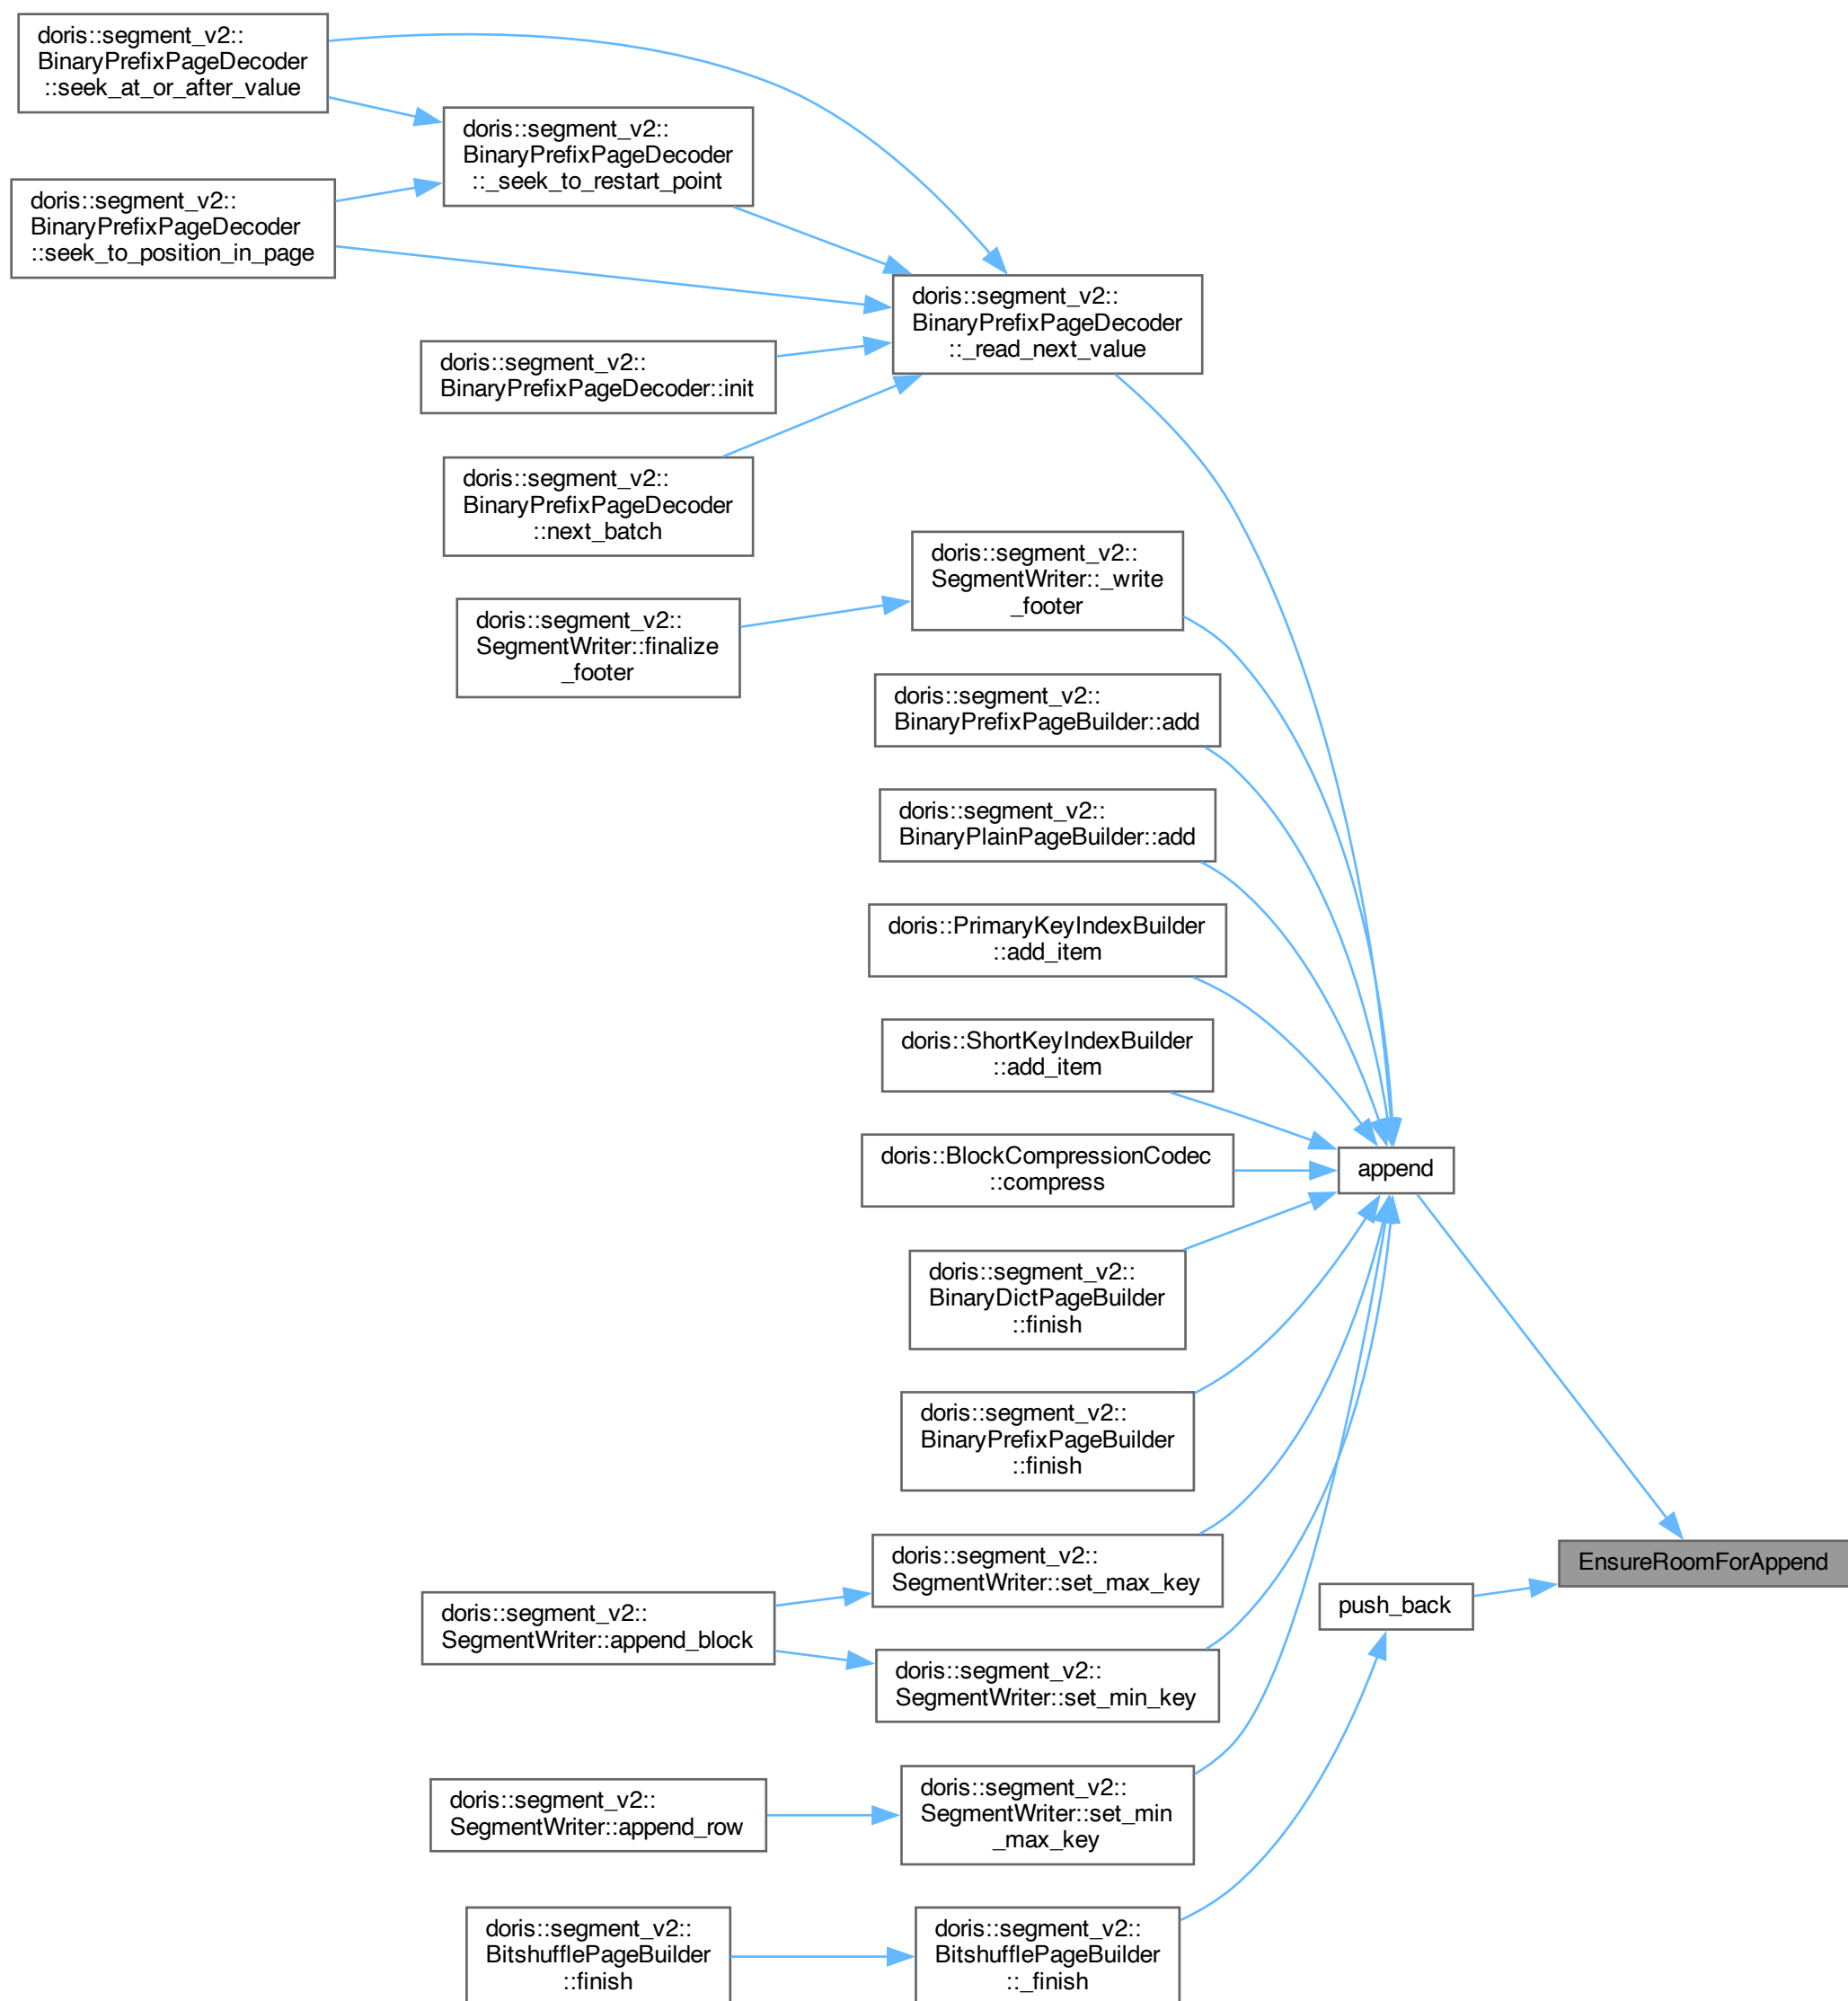 doris::segment_v2::
BinaryPrefixPageDecoder
::seek_at_or_after_value
doris::segment_v2::
BinaryPrefixPageDecoder
::_seek_to_restart_point
doris::segment_v2::
BinaryPrefixPageDecoder
::seek_to_position_in_page
doris::segment_v2::
BinaryPrefixPageDecoder
::_read_next_value
doris::segment_v2::
BinaryPrefixPageDecoder::init
doris::segment_v2::
BinaryPrefixPageDecoder
::next_batch
doris::segment_v2::
SegmentWriter::_write
_footer
doris::segment_v2::
SegmentWriter::finalize
_footer
doris::segment_v2::
BinaryPrefixPageBuilder::add
doris::segment_v2::
BinaryPlainPageBuilder::add
doris::PrimaryKeyIndexBuilder
::add_item
doris::ShortKeyIndexBuilder
::add_item
doris::BlockCompressionCodec
::compress
append
doris::segment_v2::
BinaryDictPageBuilder
::finish
doris::segment_v2::
BinaryPrefixPageBuilder
::finish
doris::segment_v2::
SegmentWriter::set_max_key
EnsureRoomForAppend
push_back
doris::segment_v2::
SegmentWriter::append_block
doris::segment_v2::
SegmentWriter::set_min_key
doris::segment_v2::
SegmentWriter::append_row
doris::segment_v2::
SegmentWriter::set_min
_max_key
doris::segment_v2::
BitshufflePageBuilder
::finish
doris::segment_v2::
BitshufflePageBuilder
::_finish